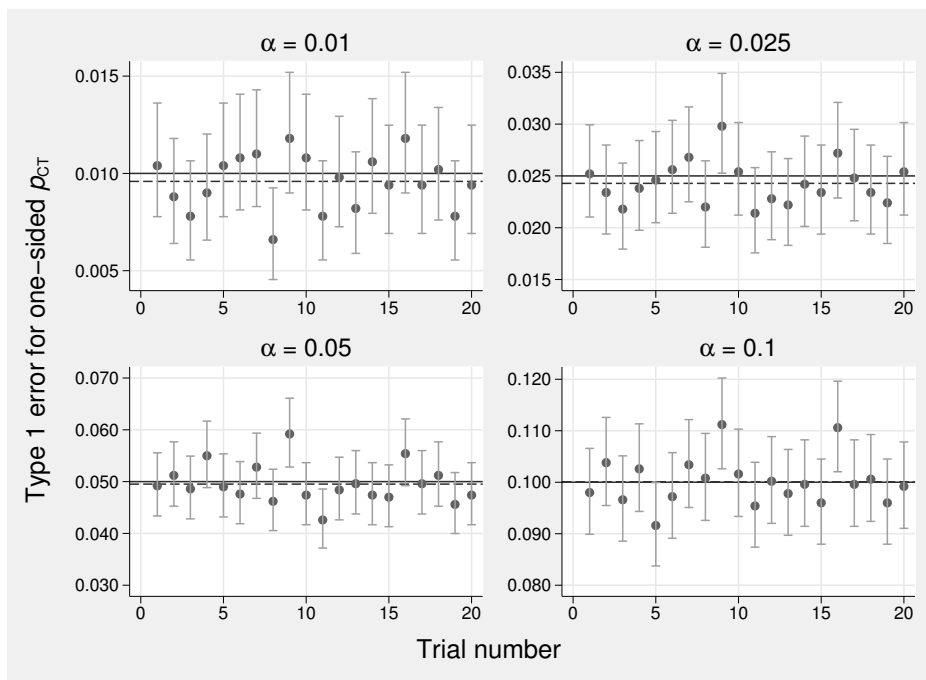 α = 0.01
0.015
0.010
0.005
0 5 10 15 20
α = 0.025
0.035
0.030
0.025
0.020
0.015
0 5 10 15 20
α = 0.05
0.070
0.060
0.050
0.040
0.030
0 5 10 15 20
α = 0.1
0.120
0.110
0.100
0.090
0.080
0 5 10 15 20
Type 1 error for one−sided pCT
Trial number